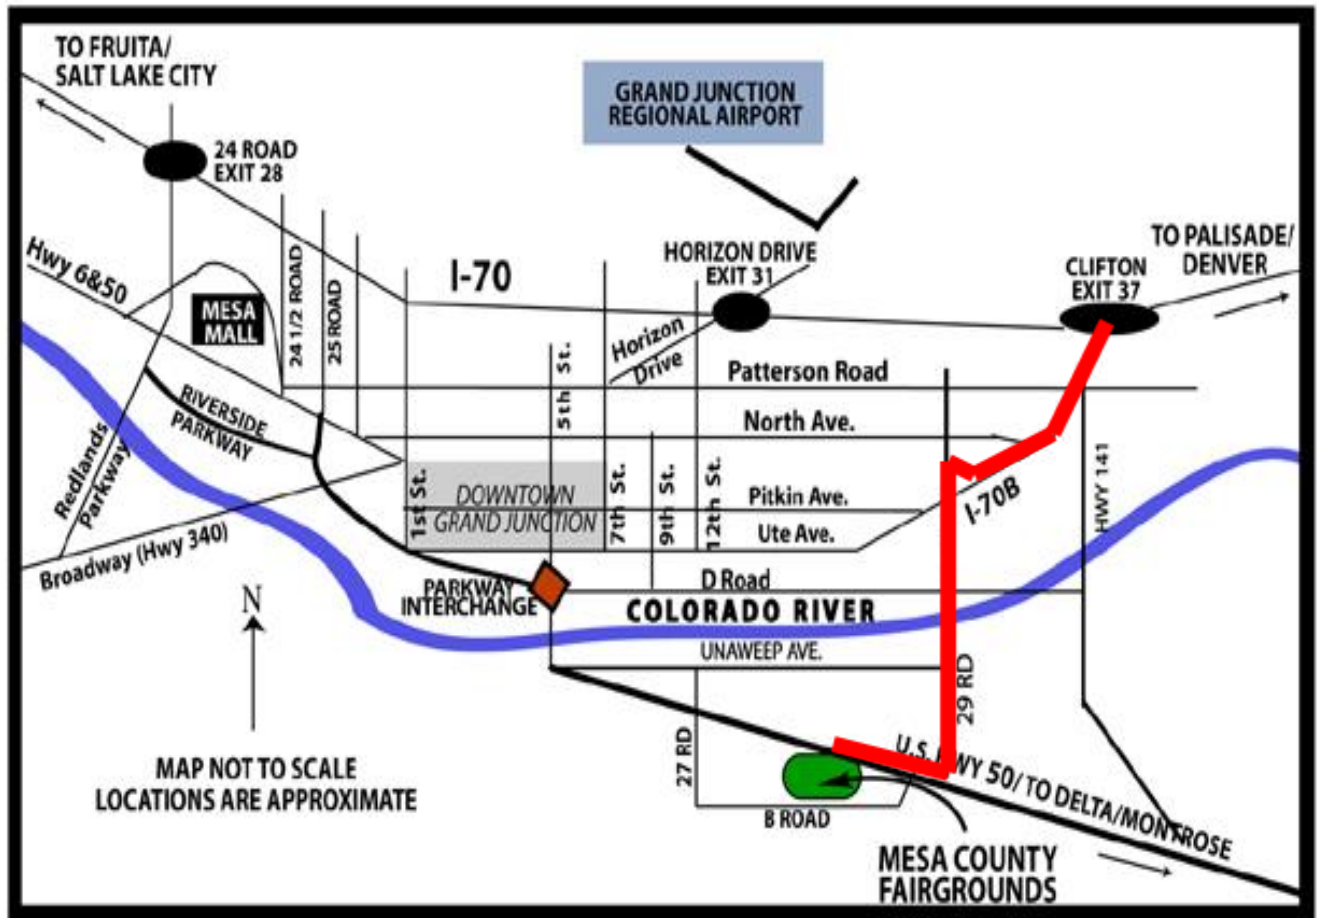 TO FRUITA/
SALT LAKE CITY
GRAND JUNCTION
REGIONAL AIRPORT
24 ROAD
EXIT 28
Hwy 6&50
MESA
MALL
24 1/2 ROAD
25 ROAD
I-70
HORIZON DRIVE
EXIT 31
TO PALISADE/
DENVER
CLIFTON
EXIT 37
Horizon
Drive
5th St.
Patterson Road
RIVERSIDE
PARKWAY
North Ave.
Redlands
Parkway
1st St.
DOWNTOWN
GRAND JUNCTION
7th St.
9th St.
12th St.
Pitkin Ave.
Ute Ave.
I-70B
HWY 141
Broadway (Hwy 340)
N
PARKWAY
INTERCHANGE
D Road
COLORADO RIVER
UNAWEEP AVE.
29 RD
27 RD
U.S. HWY 50/ TO DELTA/MONTROSE
B ROAD
MAP NOT TO SCALE
LOCATIONS ARE APPROXIMATE
MESA COUNTY
FAIRGROUNDS